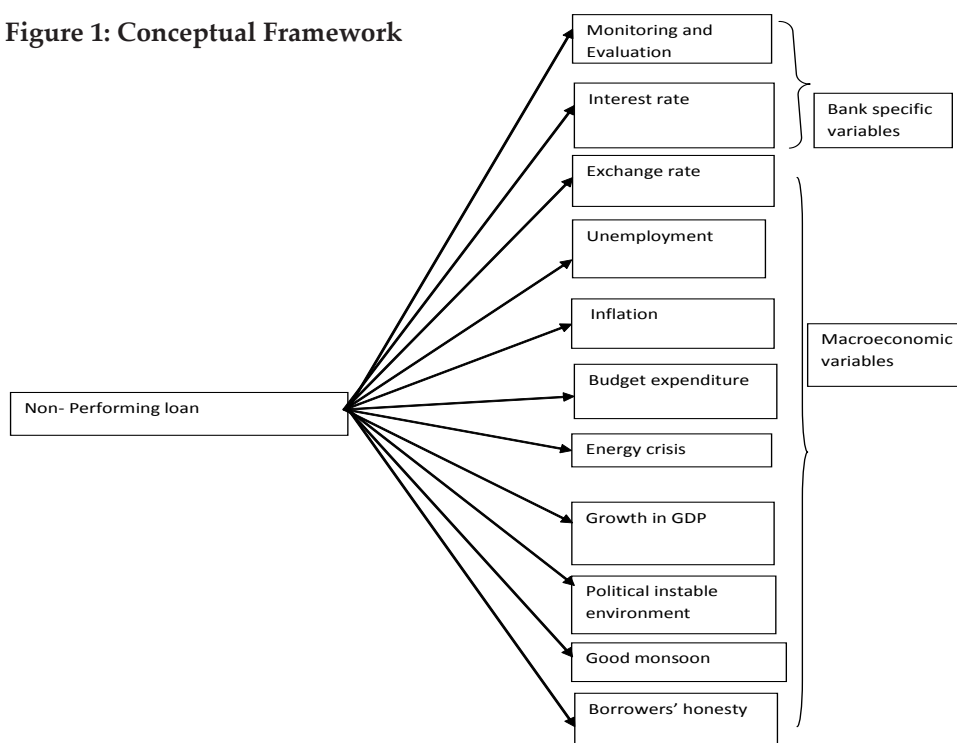 Figure 1: Conceptual Framework
Monitoring and
Evaluation
Interest rate
Bank specific
variables
Exchange rate
Unemployment
Inflation
Macroeconomic
variables
Budget expenditure
Non- Performing loan
Energy crisis
Growth in GDP
Political instable
environment
Good monsoon
Borrowers’ honesty